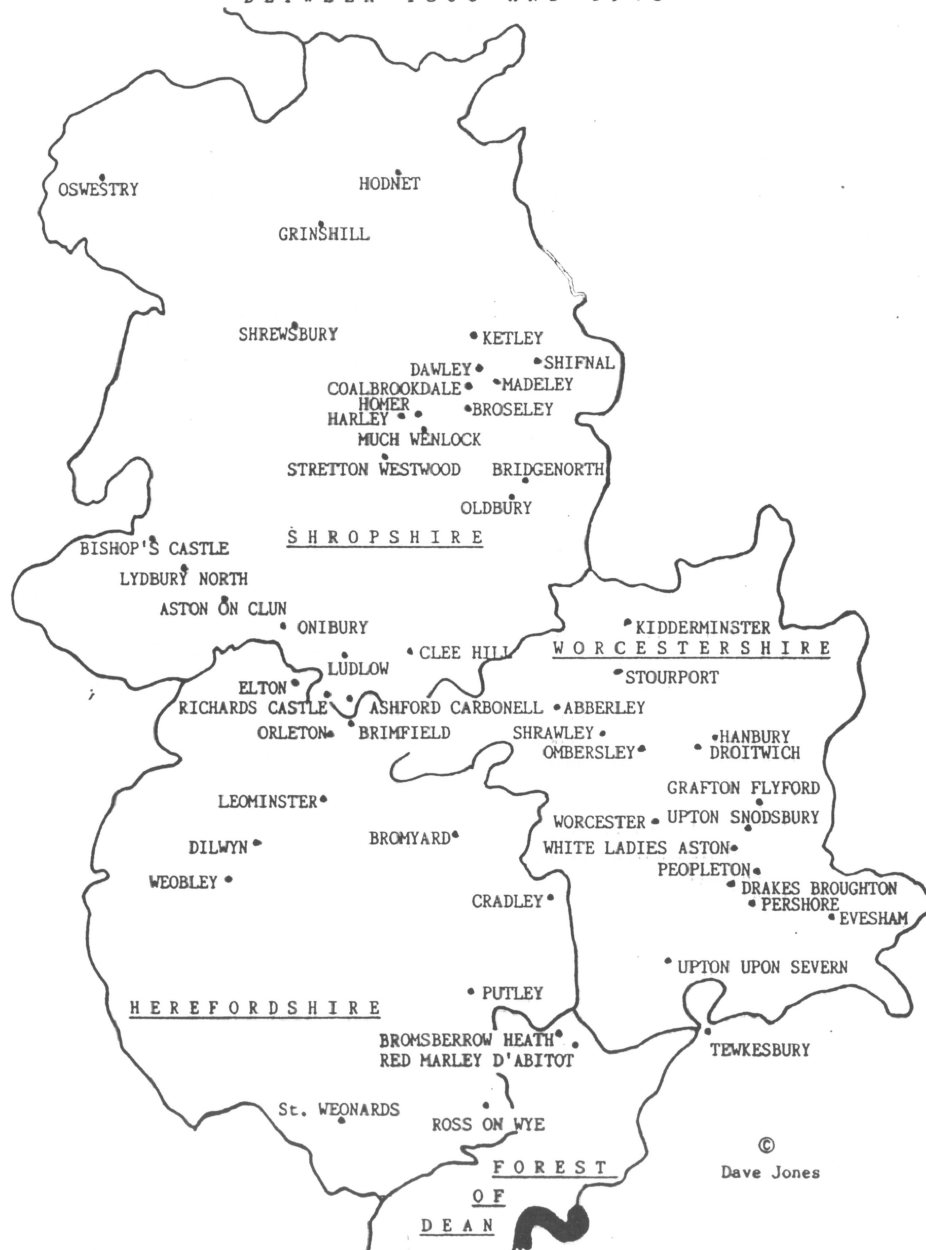 OSWESTRY
HODNET
GRINSHILL
SHREWSBURY
KETLEY
SHIFNAL
DAWLEY
MADELEY
COALBROOKDALE
HOMER
BROSELEY
HARLEY
MUCH WENLOCK
STRETTON WESTWOOD
BRIDGENORTH
OLDBURY
SHROPSHIRE
BISHOP'S CASTLE
LYDBURY NORTH
ASTON ON CLUN
ONIBURY
KIDDERMINSTER
CLEE HILL
WORCESTERSHIRE
LUDLOW
STOURPORT
ELTON
RICHARDS CASTLE
ASHFORD CARBONELL
ABBERLEY
ORLETON
BRIMFIELD
SHRAWLEY
HANBURY
OMBERSLEY
DROITWICH
GRAFTON FLYFORD
LEOMINSTER
WORCESTER
UPTON SNODSBURY
BROMYARD
DILWYN
WHITE LADIES ASTON
PEOPLETON
WEOBLEY
DRAKES BROUGHTON
CRADLEY
PERSHORE
EVESHAM
UPTON UPON SEVERN
PUTLEY
HEREFORDSHIRE
BROMSBERROW HEATH
TEWKESBURY
RED MARLEY D'ABITOT
St. WEONARDS
ROSS ON WYE
©
Dave Jones
FOREST
OF
DEAN